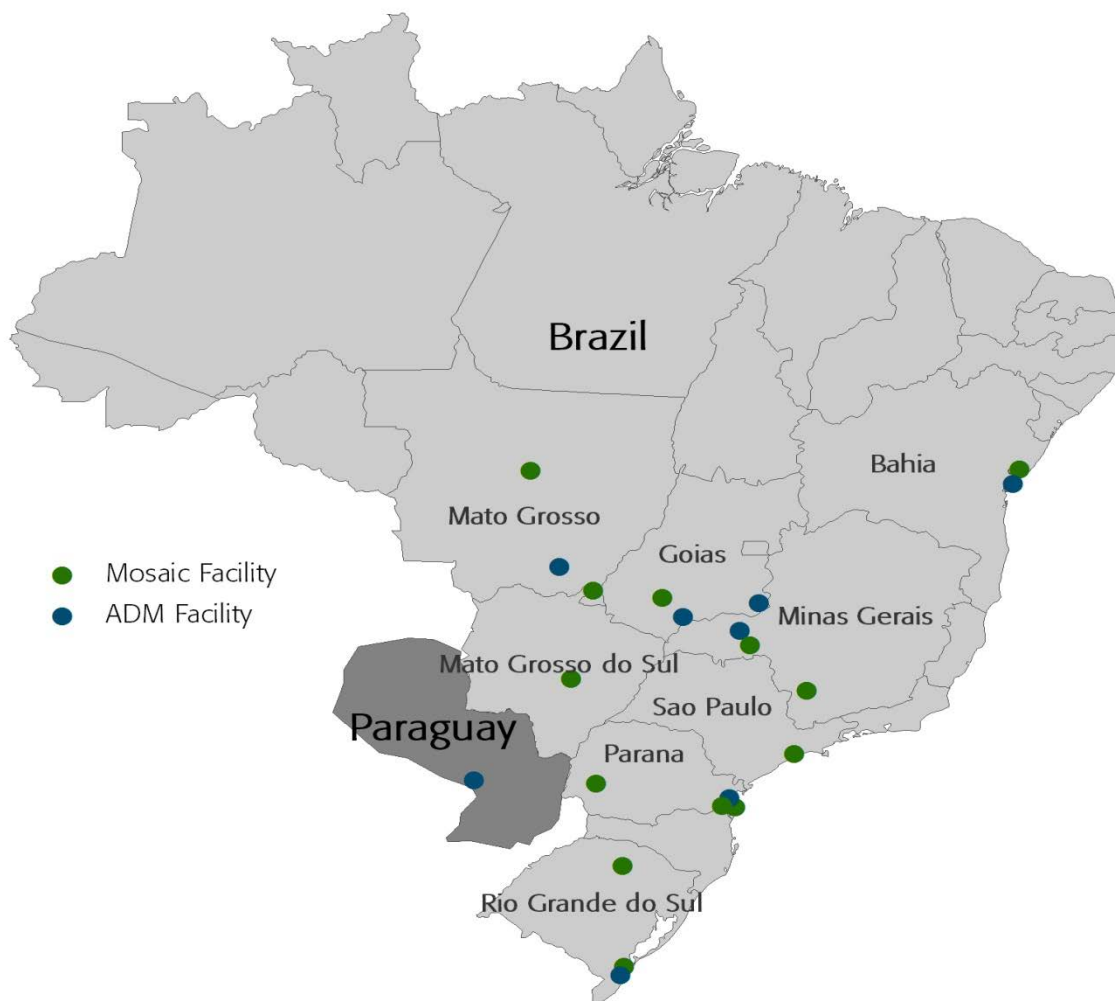 Brazil
Bahia
Mato Grosso
Goias
Mosaic Facility
ADM Facility
Minas Gerais
Mato Grosso do Sul
Sao Paulo
Paraguay
Parana
Rio Grande do Sul